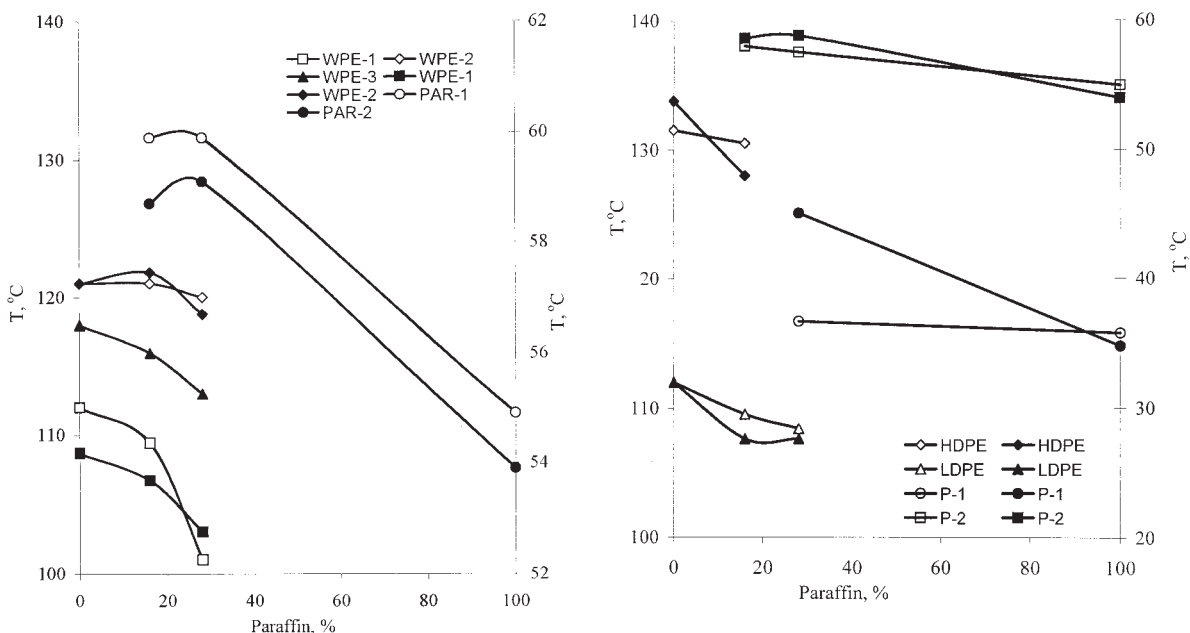 140
130
120
110
100
T, °C
62
60
58
56
54
52
T, °C
WPE-1 WPE-2
WPE-3 WPE-1
WPE-2 PAR-1
PAR-2
0 20 40 60 80 100
Paraffin, %
140
130
20
110
100
T, °C
60
50
40
30
20
T, °C
HDPE HDPE
LDPE LDPE
P-1 P-1
P-2 P-2
0 20 40 60 80 100
Paraffin, %